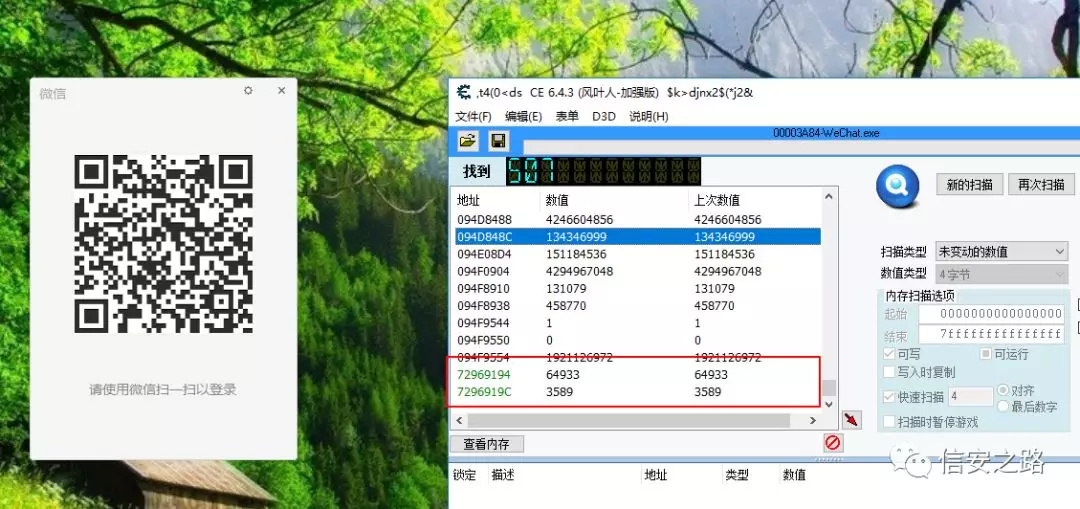 微信
请使用微信扫一扫以登录
,t4(0<ds CE 6.4.3 (风叶人-加强版) $k>djnx2$(*j2&
文件(F) 编辑(E) 表单 D3D 说明(H)
00003A84-WeChat.exe
找到 507
新的扫描 再次扫描
地址 数值 上次数值
094D8488 4246604856 4246604856
094D848C 134346999 134346999
094E08D4 151184536 151184536
094F0904 4294967048 4294967048
094F8910 131079 131079
094F8938 458770 458770
094F9544 1 1
094F9550 0 0
094F9554 1921126972 1921126972
72969194 64933 64933
7296919C 3589 3589
扫描类型 未变动的数值
数值类型 4 字节
内存扫描选项
起始 0000000000000000
结束 7fffffffffffffff
可写 可运行
写入时复制
快速扫描 4 对齐
最后数字
扫描时暂停游戏
查看内存
锁定 描述 地址 类型 数值
信安之路